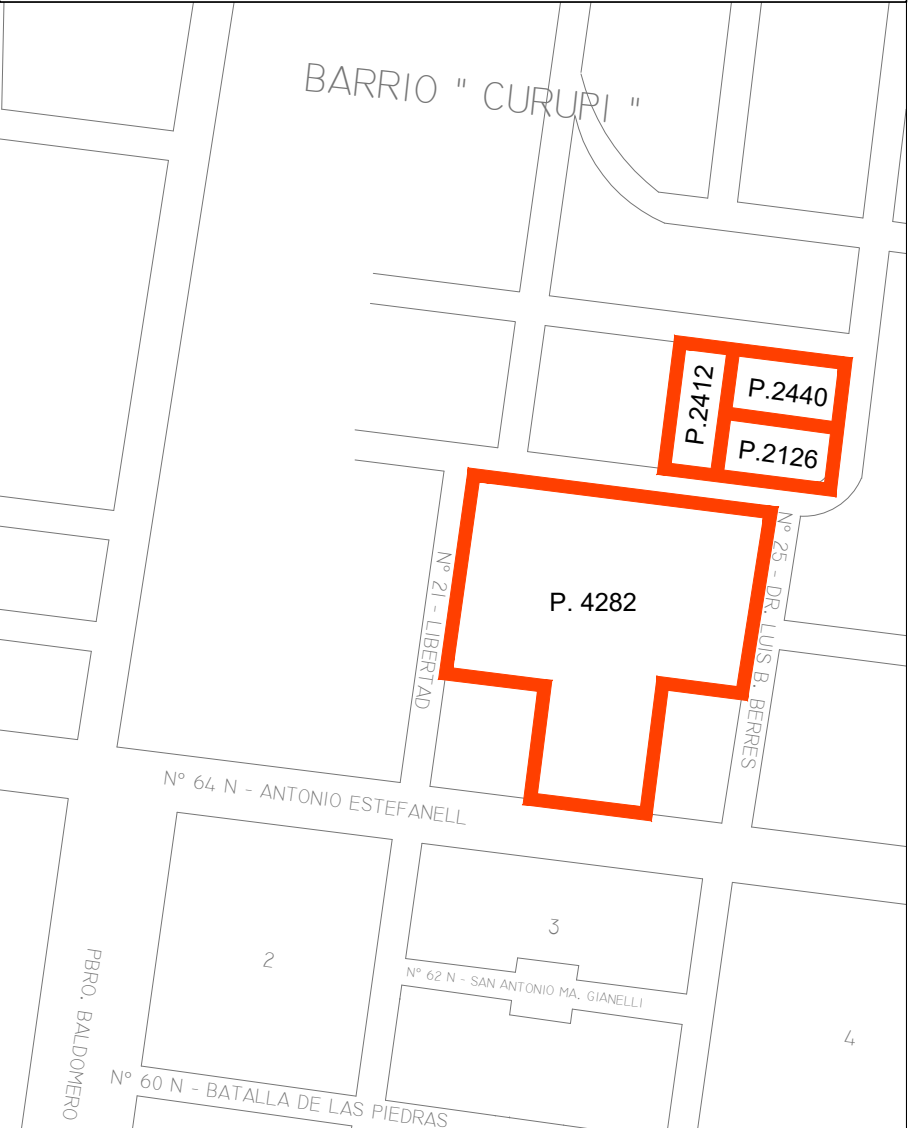 BARRIO " CURUPI "
P.2412
P.2440
P.2126
N° 25 - DR. LUIS B. BERRES
N° 21 - LIBERTAD
P. 4282
N° 64 N - ANTONIO ESTEFANELL
3
2
N° 62 N - SAN ANTONIO MA. GIANELLI
4
PBRO. BALDOMERO
N° 60 N - BATALLA DE LAS PIEDRAS